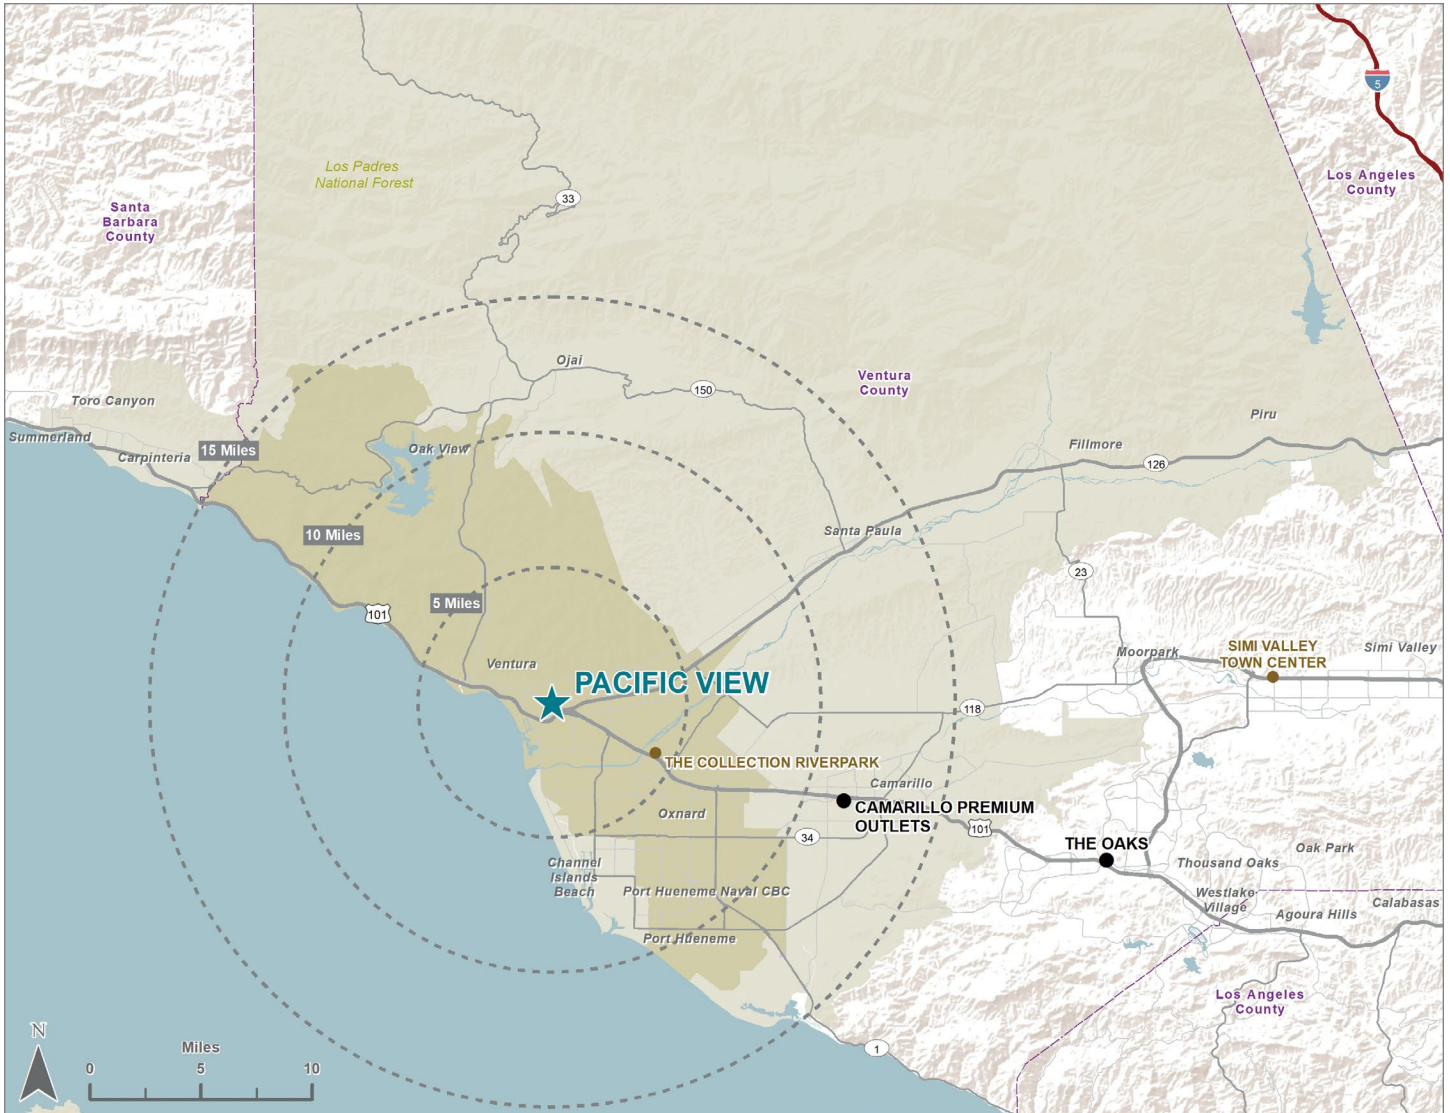 5
Los Padres
National Forest
Los Angeles
County
33
Santa
Barbara
County
Ojai
150
Ventura
County
Toro Canyon
Piru
Summerland
15 Miles
Oak View
Fillmore
Carpinteria
126
10 Miles
Santa Paula
23
5 Miles
101
Ventura
Moorpark
SIMI VALLEY
TOWN CENTER
Simi Valley
PACIFIC VIEW
118
THE COLLECTION RIVERPARK
Camarillo
CAMARILLO PREMIUM
OUTLETS
Oxnard
34
101
THE OAKS
Oak Park
Channel
Islands
Beach
Thousand Oaks
Port Hueneme Naval CBC
Westlake
Village
Calabasas
Agoura Hills
Port Hueneme
Los Angeles
County
N
Miles
1
0
5
10